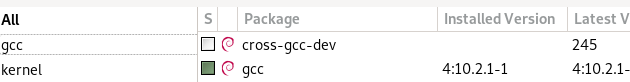 All S Package Installed Version Latest V
gcc cross-gcc-dev 245
kernel gcc 4:10.2.1-1 4:10.2.1-